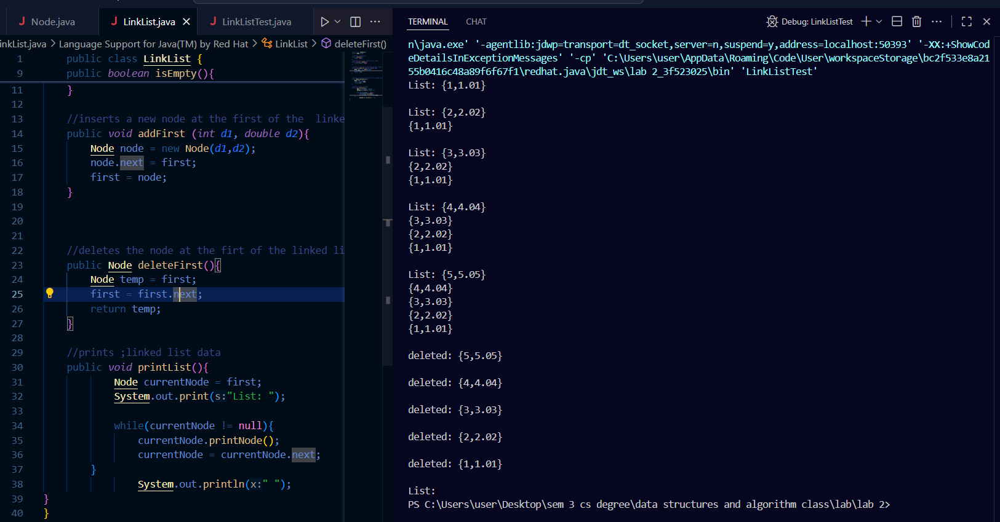 Node.java
LinkList.java
LinkListTest.java
inkList.java > Language Support for Java(TM) by Red Hat > LinkList > deleteFirst()
1 public class LinkList {
9 public boolean isEmpty(){
11 }
12
13 //inserts a new node at the first of the  linke
14 public void addFirst (int d1, double d2){
15 Node node = new Node(d1,d2);
16 node.next = first;
17 first = node;
18 }
19
20
21
22 //deletes the node at the firt of the linked li
23 public Node deleteFirst(){
24 Node temp = first;
25 first = first.next;
26 return temp;
27 }
28
29 //prints ;linked list data
30 public void printList(){
31 Node currentNode = first;
32 System.out.print(s:"List: ");
33
34 while(currentNode != null){
35 currentNode.printNode();
36 currentNode = currentNode.next;
37 }
38 System.out.println(x:" ");
39 }
40 }
TERMINAL CHAT
Debug: LinkListTest
n\java.exe' '-agentlib:jdwp=transport=dt_socket,server=n,suspend=y,address=localhost:50393' '-XX:+ShowCod
eDetailsInExceptionMessages' '-cp' 'C:\Users\user\AppData\Roaming\Code\User\workspaceStorage\bc2f533e8a21
55b0416c48a89f6f67f1\redhat.java\jdt_ws\lab 2_3f523025\bin' 'LinkListTest'
List: {1,1.01}
List: {2,2.02}
{1,1.01}
List: {3,3.03}
{2,2.02}
{1,1.01}
List: {4,4.04}
{3,3.03}
{2,2.02}
{1,1.01}
List: {5,5.05}
{4,4.04}
{3,3.03}
{2,2.02}
{1,1.01}
deleted: {5,5.05}
deleted: {4,4.04}
deleted: {3,3.03}
deleted: {2,2.02}
deleted: {1,1.01}
List:
PS C:\Users\user\Desktop\sem 3 cs degree\data structures and algorithm class\lab\lab 2>